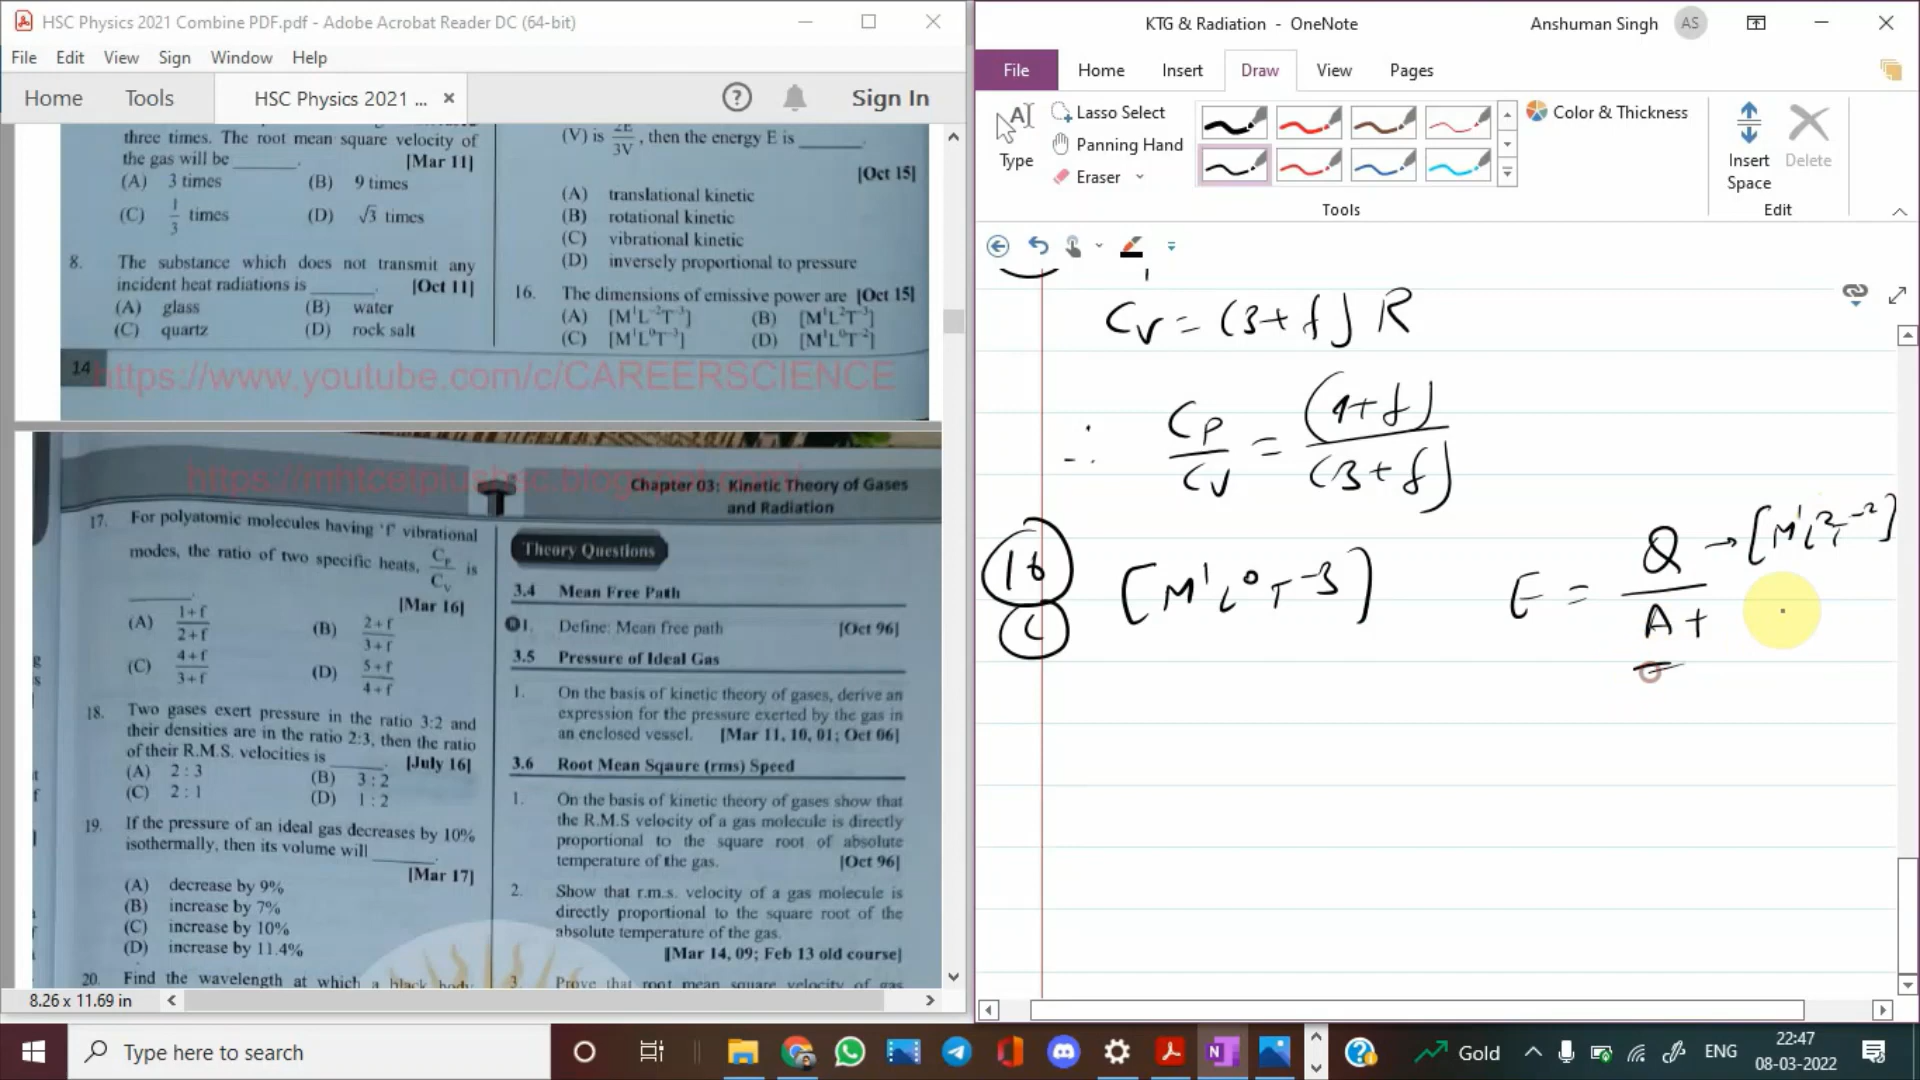 HSC Physics 2021 Combine PDF.pdf - Adobe Acrobat Reader DC (64-bit)
File Edit View Sign Window Help
Home Tools HSC Physics 2021 ... × Sign In
three times. The root mean square velocity of
the gas will be ______. [Mar 11]
(A) 3 times (B) 9 times
(C) 1/3 times (D) √3 times
8. The substance which does not transmit any
incident heat radiations is ______. [Oct 11]
(A) glass (B) water
(C) quartz (D) rock salt
14
(V) is 2E/3V, then the energy E is ______.
[Oct 15]
(A) translational kinetic
(B) rotational kinetic
(C) vibrational kinetic
(D) inversely proportional to pressure
16. The dimensions of emissive power are [Oct 15]
(A) [M¹L⁻²T⁻³] (B) [M¹L²T⁻³]
(C) [M¹L⁰T⁻³] (D) [M¹L⁰T⁻²]
https://www.youtube.com/c/CAREERSCIENCE
https://mhtcetplushsc.blogspot.com/
Chapter 03: Kinetic Theory of Gases
and Radiation
17. For polyatomic molecules having 'f' vibrational
modes, the ratio of two specific heats, Cp/Cv is
______. [Mar 16]
(A) 1+f/2+f (B) 2+f/3+f
(C) 4+f/3+f (D) 5+f/4+f
18. Two gases exert pressure in the ratio 3:2 and
their densities are in the ratio 2:3, then the ratio
of their R.M.S. velocities is ______. [July 16]
(A) 2 : 3 (B) 3 : 2
(C) 2 : 1 (D) 1 : 2
19. If the pressure of an ideal gas decreases by 10%
isothermally, then its volume will ______.
[Mar 17]
(A) decrease by 9%
(B) increase by 7%
(C) increase by 10%
(D) increase by 11.4%
20. Find the wavelength at which a black body
Theory Questions
3.4 Mean Free Path
1. Define: Mean free path [Oct 96]
3.5 Pressure of Ideal Gas
1. On the basis of kinetic theory of gases, derive an
expression for the pressure exerted by the gas in
an enclosed vessel. [Mar 11, 10, 01; Oct 06]
3.6 Root Mean Sqaure (rms) Speed
1. On the basis of kinetic theory of gases show that
the R.M.S velocity of a gas molecule is directly
proportional to the square root of absolute
temperature of the gas. [Oct 96]
2. Show that r.m.s. velocity of a gas molecule is
directly proportional to the square root of the
absolute temperature of the gas.
[Mar 14, 09; Feb 13 old course]
3. Prove that root mean square velocity of gas
8.26 x 11.69 in
KTG & Radiation - OneNote Anshuman Singh AS
File Home Insert Draw View Pages
Type
Lasso Select
Panning Hand
Eraser
Color & Thickness
Insert Space
Delete
Tools Edit
Cv = (3+f) R
∴ Cp/Cv = (4+f)/(3+f)
16 [M¹L⁰T⁻³] E = Q/At → [M¹L²T⁻²]
C
Type here to search
Gold ENG 22:47
08-03-2022